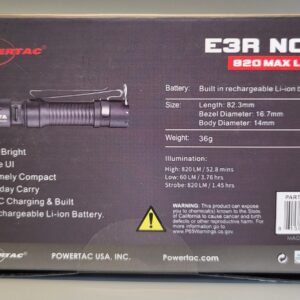 POWERTAC
E3R NO
820 MAX L
Battery: Built in rechargeable Li-ion b
Size: Length: 82.3mm
Bezel Diameter: 16.7mm
Body Diameter: 14mm
Weight: 36g
Illumination:
High: 820 LM / 52.8 mins
Low: 60 LM / 3.76 hrs
Strobe: 820 LM / 1.45 hrs
Bright
e UI
mely Compact
day Carry
C Charging & Built
chargeable Li-ion Battery.
WARNING: This product can expose
you to chemical(s) known to the State
of California to cause cancer and birth
defects or other reproductive harm.
For more information go to
www.P65Warnings.ca.gov.
PART
MAD
POWERTAC USA, INC.
POWERTAC